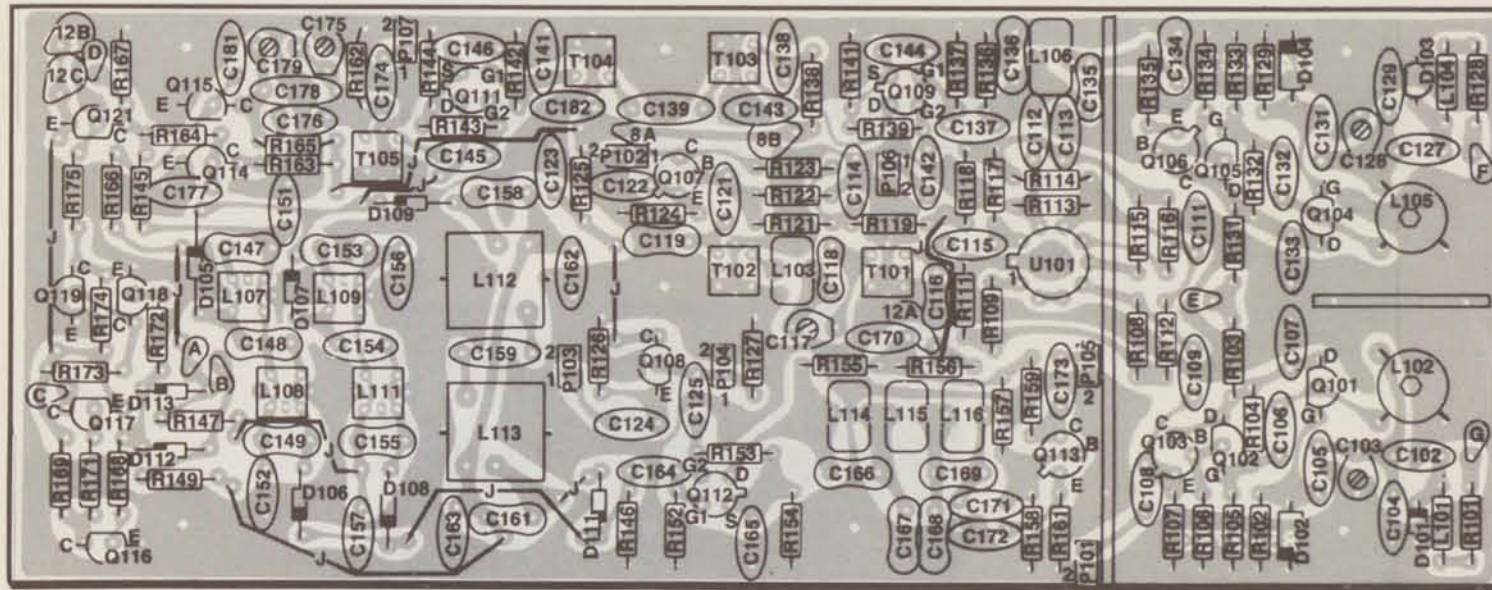 12B
D
12C
R167
C181
C179
C175
R162
C174
2
P107
1
R144
C146
R142
C141
T104
T103
C138
R138
R141
C144
R137
R136
C136
L106
C135
R135
C134
R134
R133
R129
D104
C129
D103
L104
R128
Q115
E
C
C178
S
G1
D
Q111
G2
S
G1
D
Q109
G2
Q121
E
C
R164
C176
R143
C182
C139
C143
R139
C137
C112
C113
B
Q106
C
E
G
Q105
D
R132
C132
C131
C128
C127
F
E
C
Q114
R165
R163
T105
J
C145
C123
R125
8A
2
P102
1
C
Q107
B
E
8B
R123
C114
P106
2
C142
R118
R117
R114
R175
R166
R145
C177
C151
D109
C158
C122
R124
C121
R122
R121
R119
R113
R115
R116
C111
R131
G
Q104
D
L105
J
D105
C147
C153
C156
L112
C162
J
C119
T102
L103
C118
T101
C115
U101
1
C133
C
Q119
E
R174
E
Q118
C
J
L107
D107
L109
C116
12A
R111
R109
E
R172
A
C148
C154
C159
2
P103
1
R126
C
Q108
B
E
2
P104
1
R127
C117
C170
R155
R156
R159
C173
P105
2
R108
R112
C109
R103
C107
D
Q101
G
L102
R173
B
D113
L108
L111
C
C
E
Q117
R147
L113
C125
C124
L114
L115
L116
R157
R104
C106
D112
C149
J
C155
R153
C
Q113
B
E
C
Q103
B
E
D
Q102
G
C105
C103
C102
G
R169
R171
R168
R149
C152
D106
D108
J
J
C164
G2
D
Q112
G1
S
C166
C169
C108
C
E
Q116
J
C157
C163
C161
D111
R146
R152
C165
R154
C167
C168
C171
C172
R158
R161
P101
2
R107
R106
R105
R102
D102
C104
D101
L101
R101